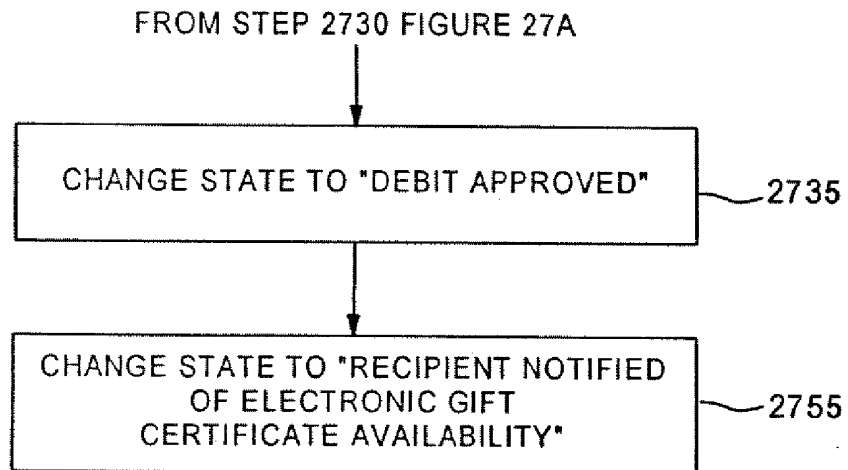 FROM STEP 2730 FIGURE 27A
CHANGE STATE TO "DEBIT APPROVED"
2735
CHANGE STATE TO "RECIPIENT NOTIFIED
OF ELECTRONIC GIFT
CERTIFICATE AVAILABILITY"
2755